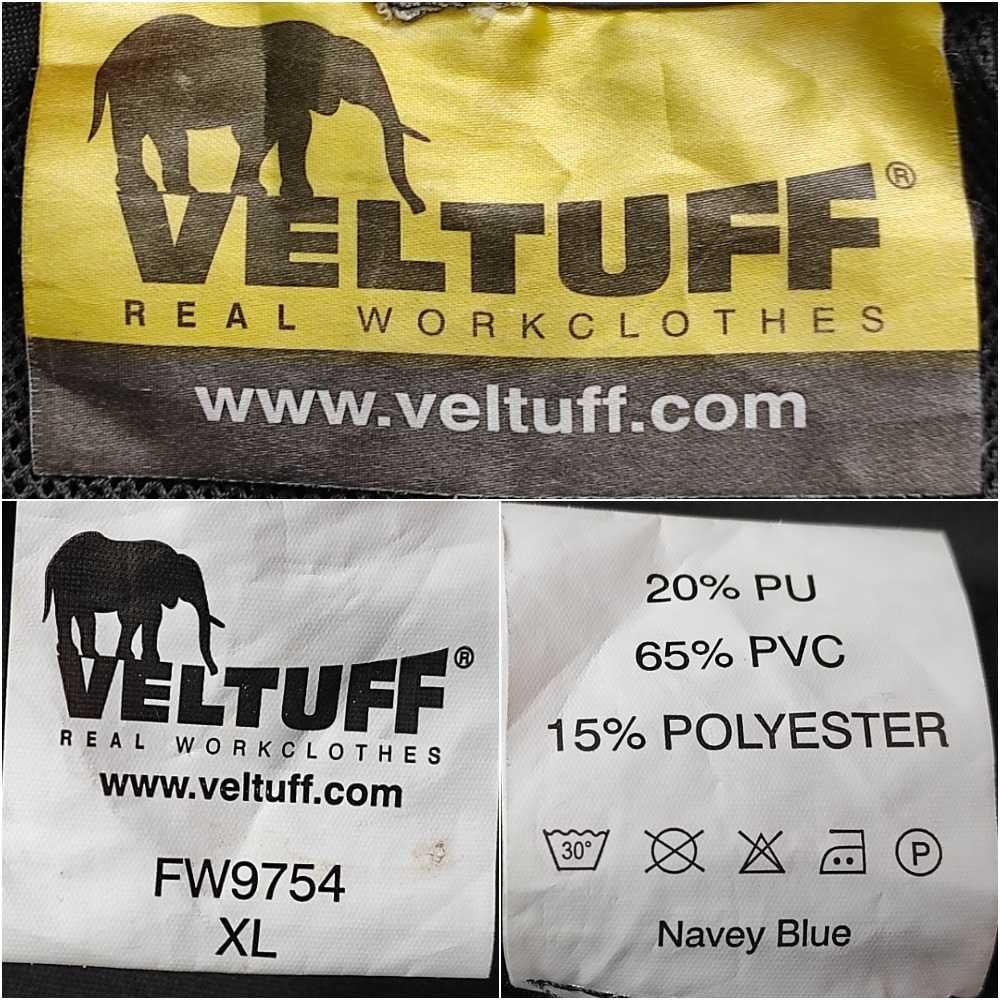 VELTUFF®
REAL WORKCLOTHES
www.veltuff.com
VELTUFF®
REAL WORKCLOTHES
www.veltuff.com
FW9754
XL
20% PU
65% PVC
15% POLYESTER
30° P
Navey Blue